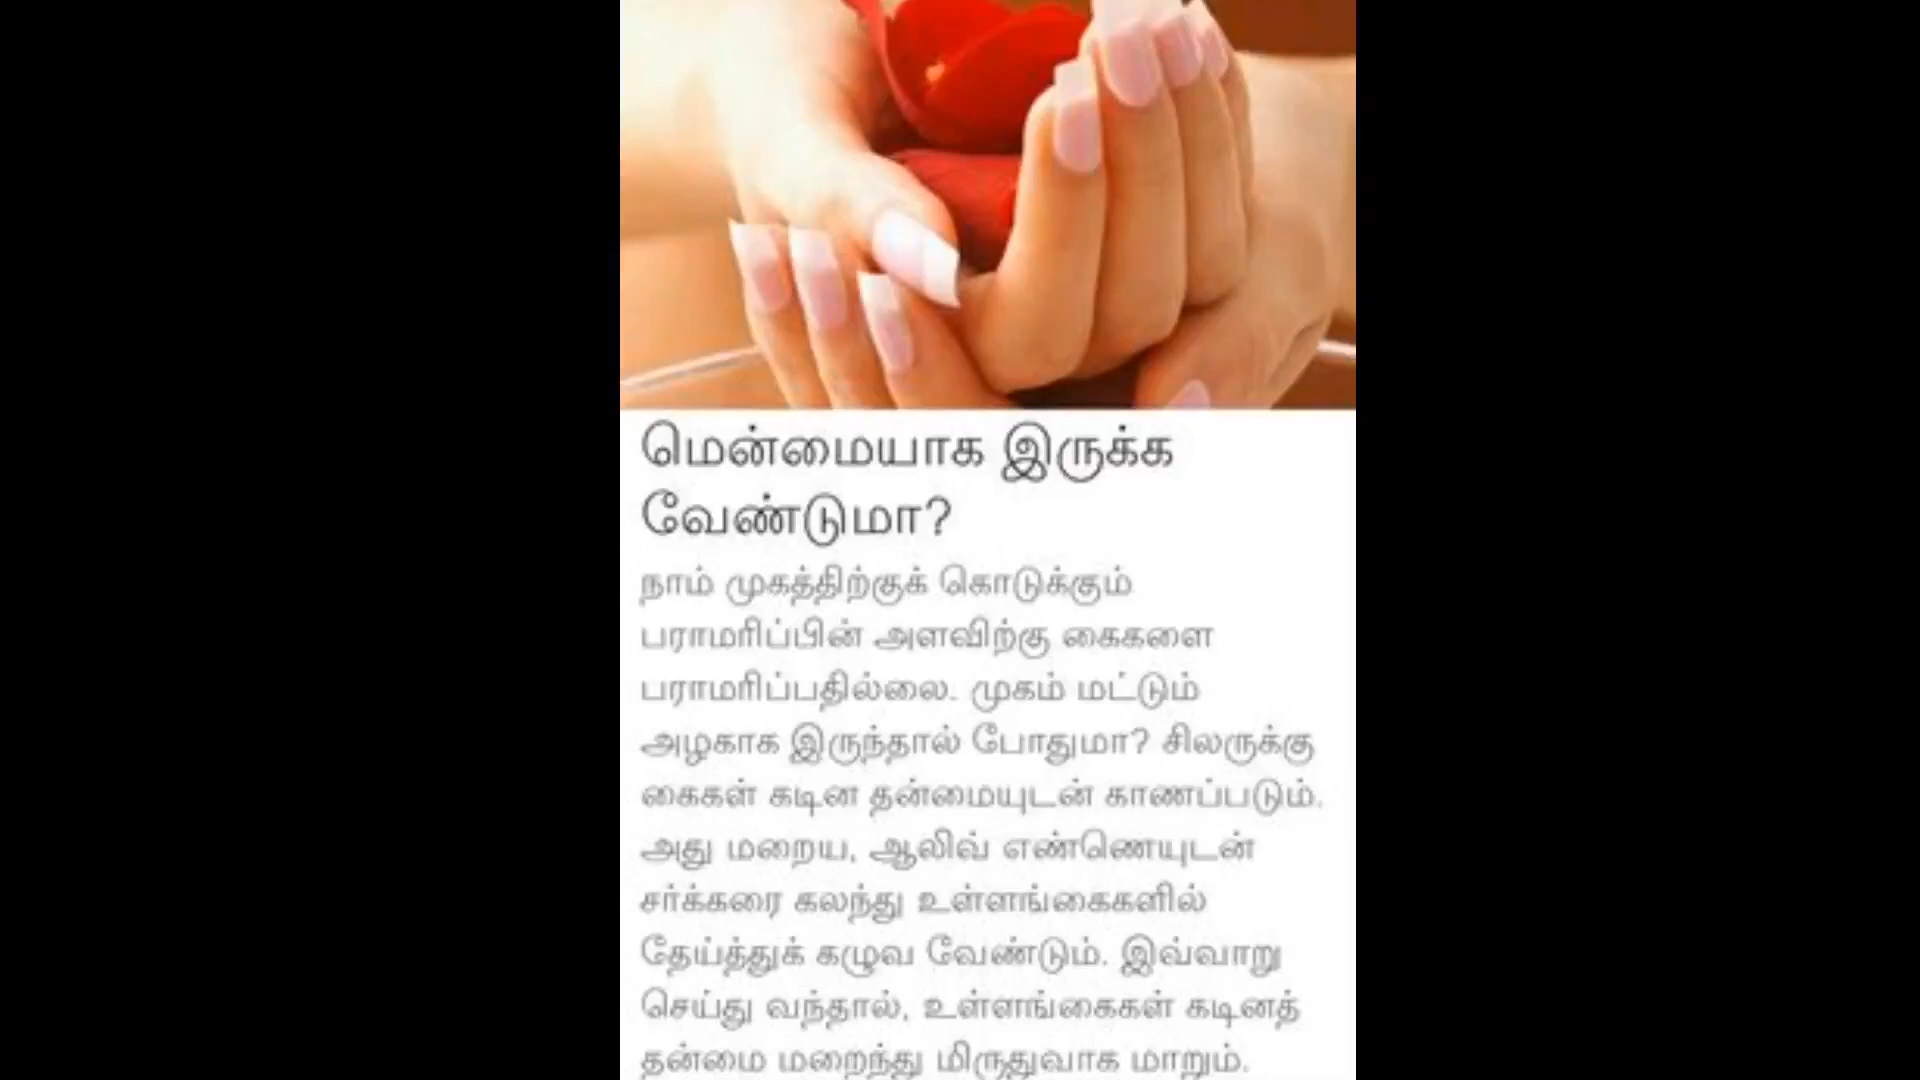 மென்மையாக இருக்க
வேண்டுமா?
நாம் முகத்திற்குக் கொடுக்கும்
பராமரிப்பின் அளவிற்கு கைகளை
பராமரிப்பதில்லை. முகம் மட்டும்
அழகாக இருந்தால் போதுமா? சிலருக்கு
கைகள் கடின தன்மையுடன் காணப்படும்.
அது மறைய, ஆலிவ் எண்ணெயுடன்
சர்க்கரை கலந்து உள்ளங்கைகளில்
தேய்த்துக் கழுவ வேண்டும். இவ்வாறு
செய்து வந்தால், உள்ளங்கைகள் கடினத்
தன்மை மறைந்து மிருதுவாக மாறும்.